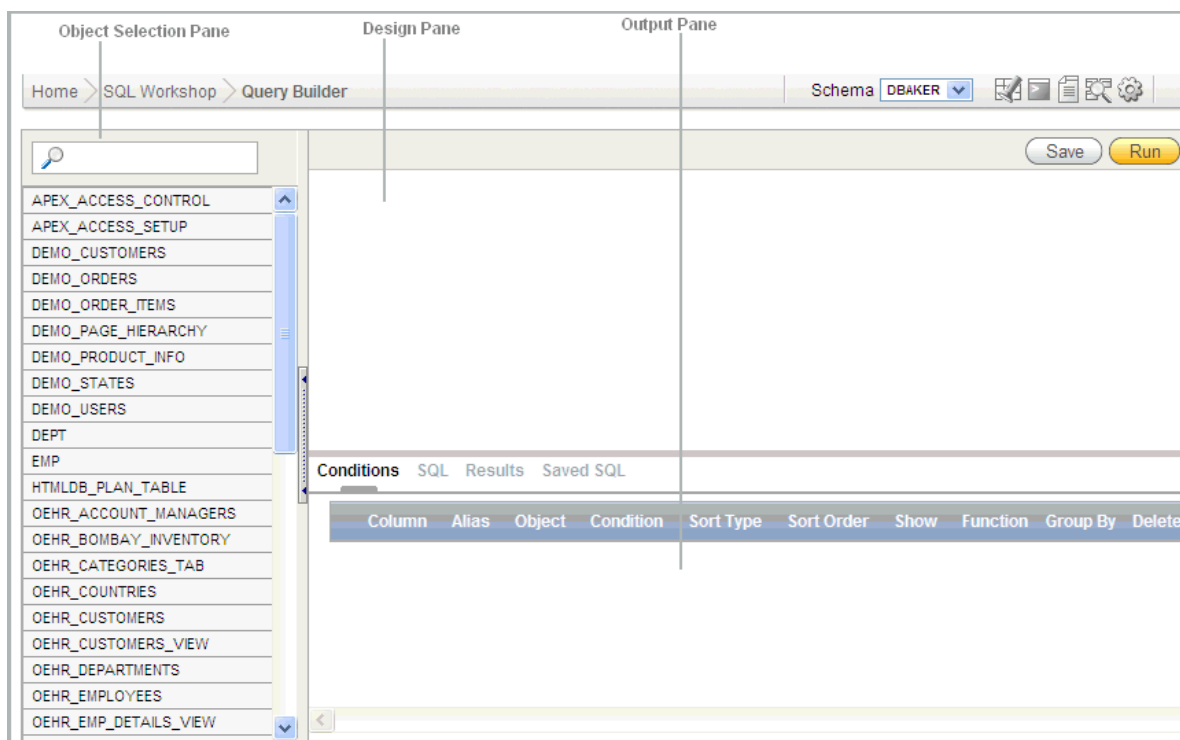 Object Selection Pane
Design Pane
Output Pane
Home SQL Workshop Query Builder
Schema DBAKER
Save Run
APEX_ACCESS_CONTROL
APEX_ACCESS_SETUP
DEMO_CUSTOMERS
DEMO_ORDERS
DEMO_ORDER_ITEMS
DEMO_PAGE_HIERARCHY
DEMO_PRODUCT_INFO
DEMO_STATES
DEMO_USERS
DEPT
EMP
HTMLDB_PLAN_TABLE
OEHR_ACCOUNT_MANAGERS
OEHR_BOMBAY_INVENTORY
OEHR_CATEGORIES_TAB
OEHR_COUNTRIES
OEHR_CUSTOMERS
OEHR_CUSTOMERS_VIEW
OEHR_DEPARTMENTS
OEHR_EMPLOYEES
OEHR_EMP_DETAILS_VIEW
Conditions SQL Results Saved SQL
Column Alias Object Condition Sort Type Sort Order Show Function Group By Delete